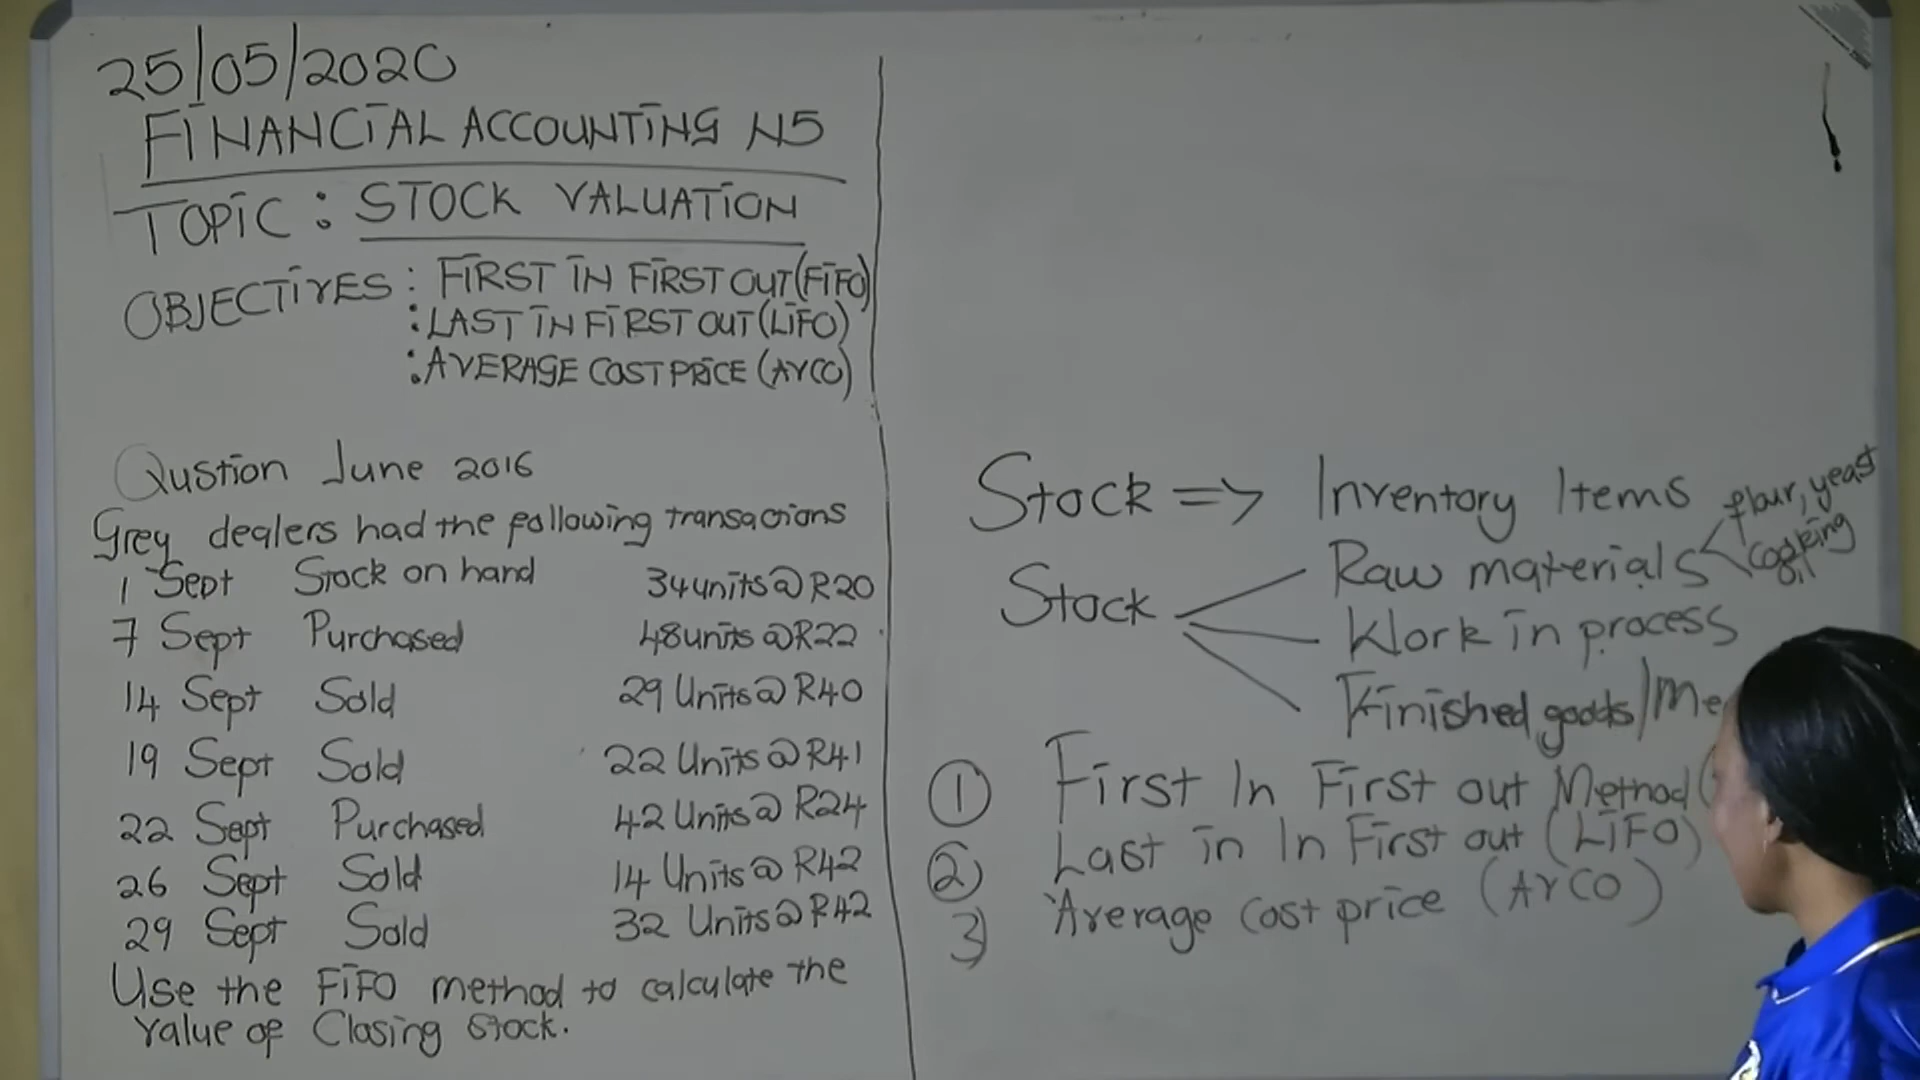 25/05/2020
FINANCIAL ACCOUNTING N5
TOPIC : STOCK VALUATION
OBJECTIVES : FIRST IN FIRST OUT (FIFO)
: LAST IN FIRST OUT (LIFO)
: AVERAGE COST PRICE (AVCO)
Qustion June 2016
Grey dealers had the following transactions
1 Sept Stock on hand 34 units @ R20
7 Sept Purchased 48 units @ R22
14 Sept Sold 29 Units @ R40
19 Sept Sold 22 Units @ R41
22 Sept Purchased 42 Units @ R24
26 Sept Sold 14 Units @ R42
29 Sept Sold 32 Units @ R42
Use the FIFO method to calculate the
value of Closing Stock.
Stock => Inventory Items
Stock
Raw materials
flour, yeast
cooking
oil
Work in process
Finished goods/Me
① First In First out Method (
② Last in In First out (LIFO)
3) Average Cost price (AVCO)
!